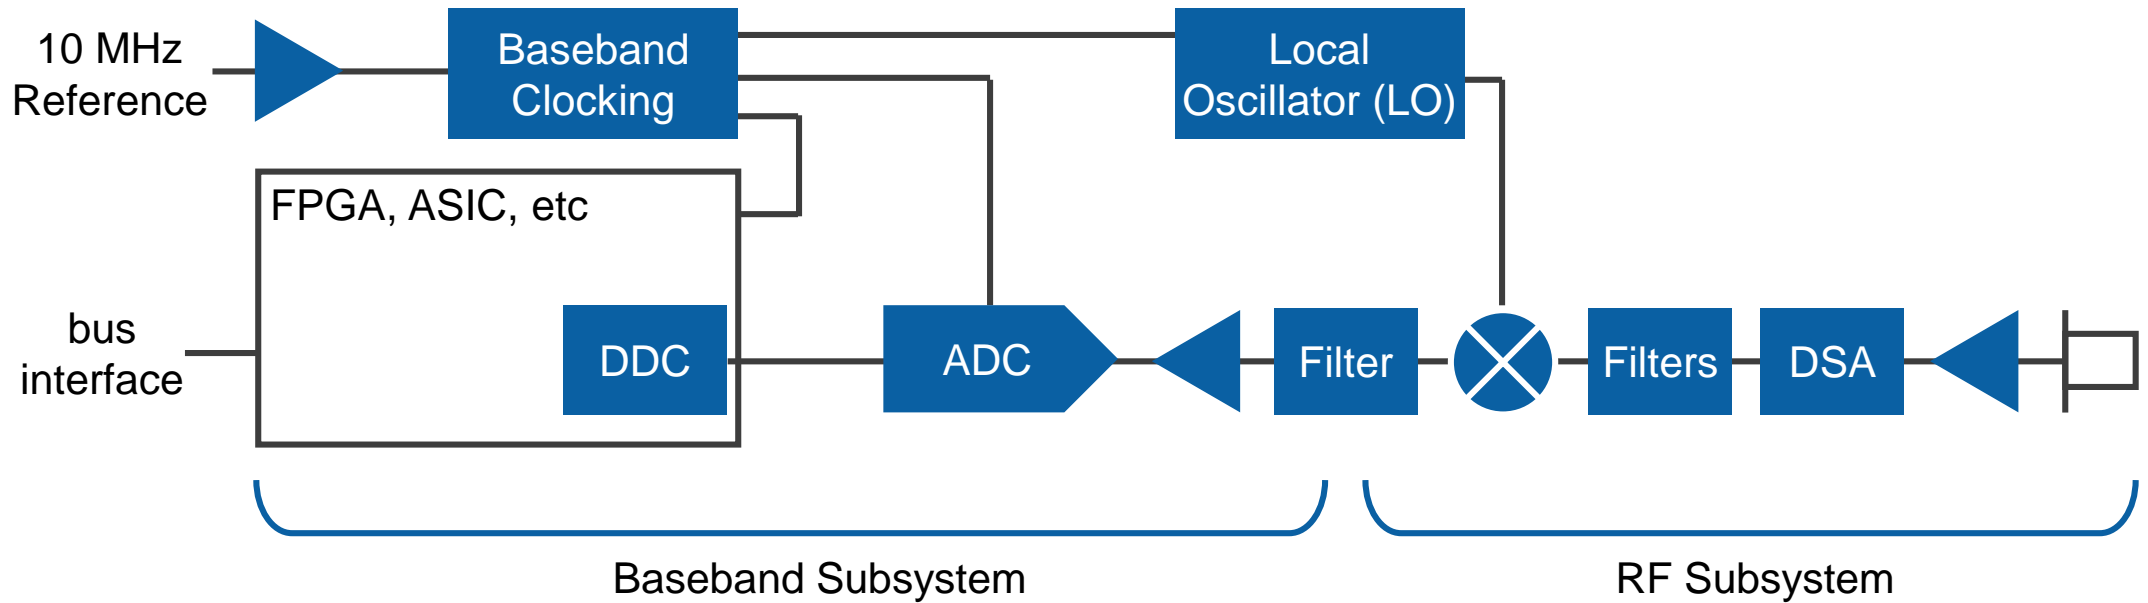 10 MHz
Reference
Baseband
Clocking
Local
Oscillator (LO)
FPGA, ASIC, etc
bus
interface
DDC
ADC
Filter
Filters
DSA
Baseband Subsystem
RF Subsystem